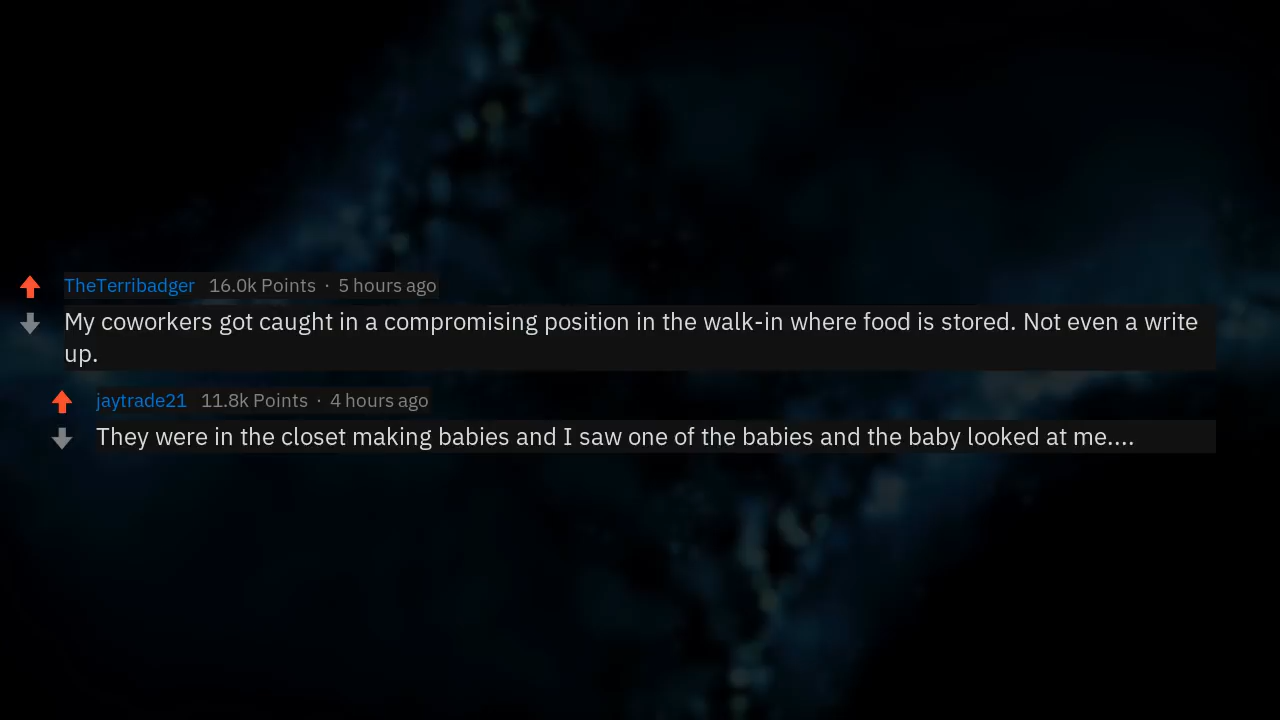 TheTerribadger 16.0k Points · 5 hours ago
My coworkers got caught in a compromising position in the walk-in where food is stored. Not even a write
up.
jaytrade21 11.8k Points · 4 hours ago
They were in the closet making babies and I saw one of the babies and the baby looked at me....